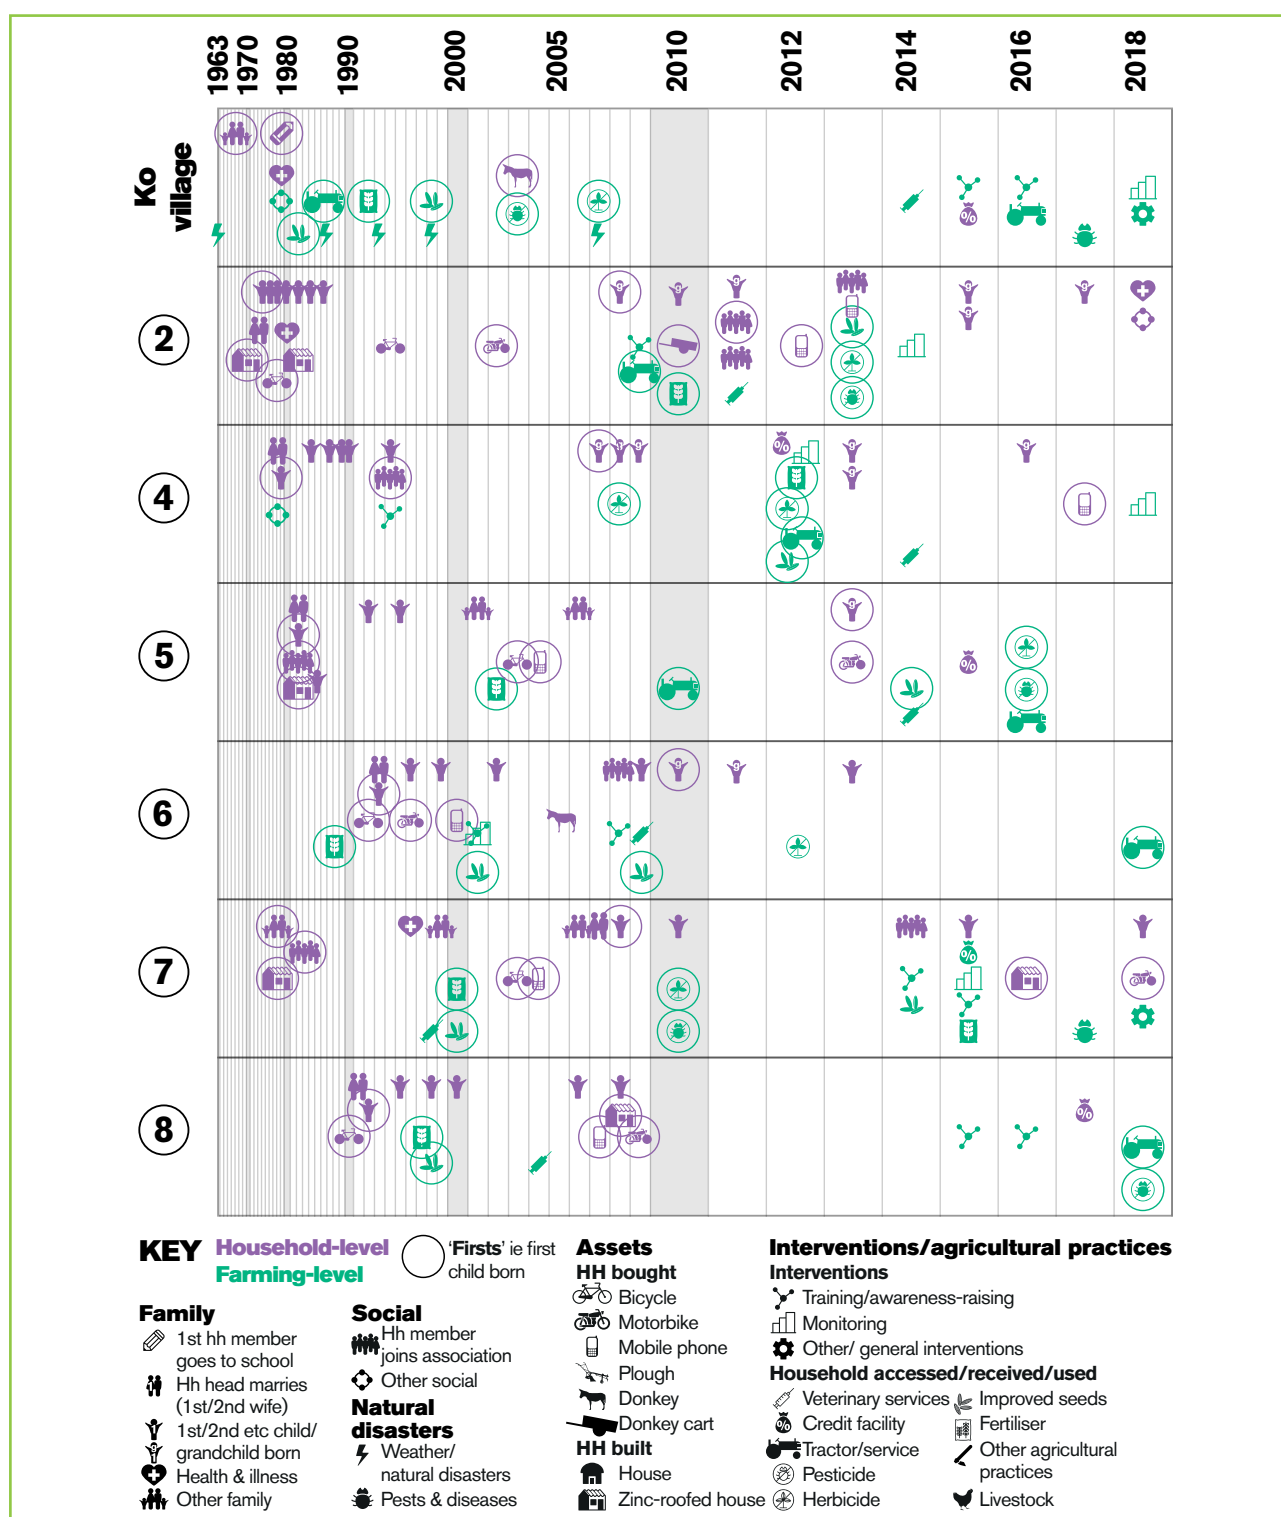 1963 1970 1980 1990 2000 2005 2010 2012 2014 2016 2018
Ko
village
2
4
5
6
7
8
KEY
Household-level
Farming-level
'Firsts' ie first
child born
Family
1st hh member
goes to school
Hh head marries
(1st/2nd wife)
1st/2nd etc child/
grandchild born
Health & illness
Other family
Social
Hh member
joins association
Other social
Natural
disasters
Weather/
natural disasters
Pests & diseases
Assets
HH bought
Bicycle
Motorbike
Mobile phone
Plough
Donkey
Donkey cart
HH built
House
Zinc-roofed house
Interventions/agricultural practices
Interventions
Training/awareness-raising
Monitoring
Other/ general interventions
Household accessed/received/used
Veterinary services
Credit facility
Tractor/service
Pesticide
Herbicide
Improved seeds
Fertiliser
Other agricultural
practices
Livestock